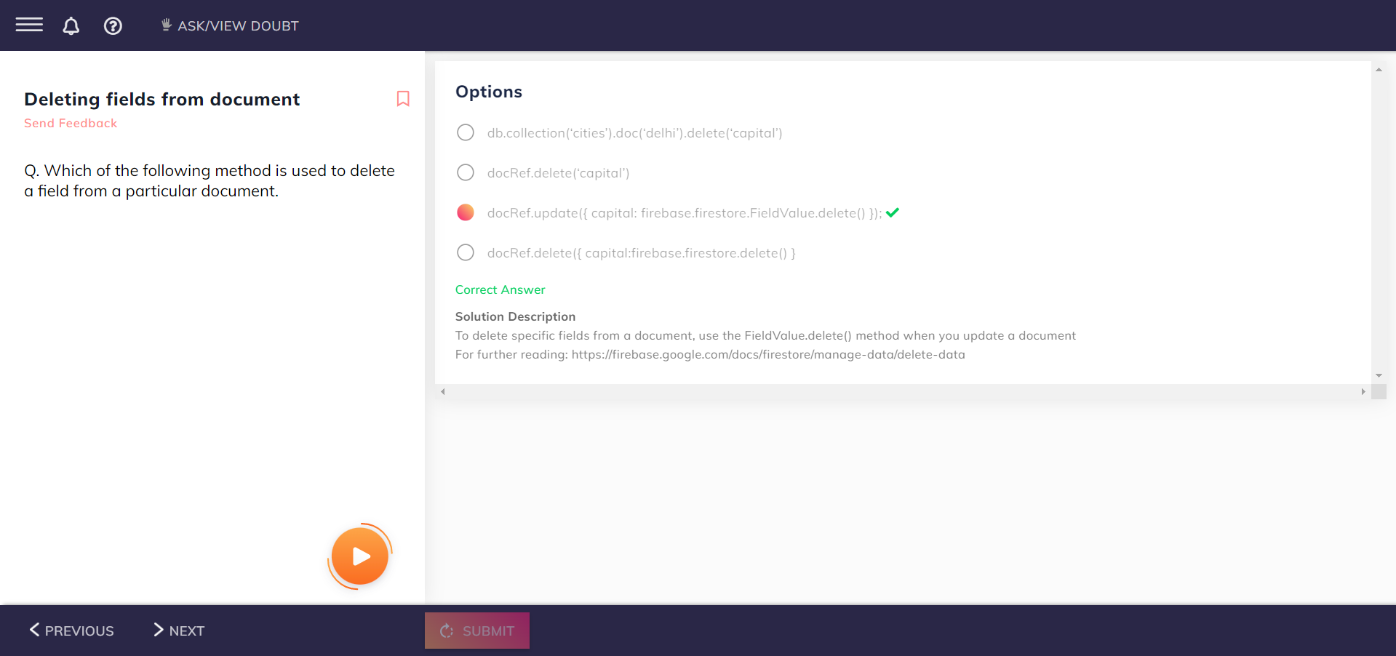 ASK/VIEW DOUBT
Deleting fields from document
Send Feedback
Q. Which of the following method is used to delete
a field from a particular document.
Options
db.collection(‘cities’).doc(‘delhi’).delete(‘capital’)
docRef.delete(‘capital’)
docRef.update({ capital: firebase.firestore.FieldValue.delete() });
docRef.delete({ capital:firebase.firestore.delete() }
Correct Answer
Solution Description
To delete specific fields from a document, use the FieldValue.delete() method when you update a document
For further reading: https://firebase.google.com/docs/firestore/manage-data/delete-data
PREVIOUS
NEXT
SUBMIT